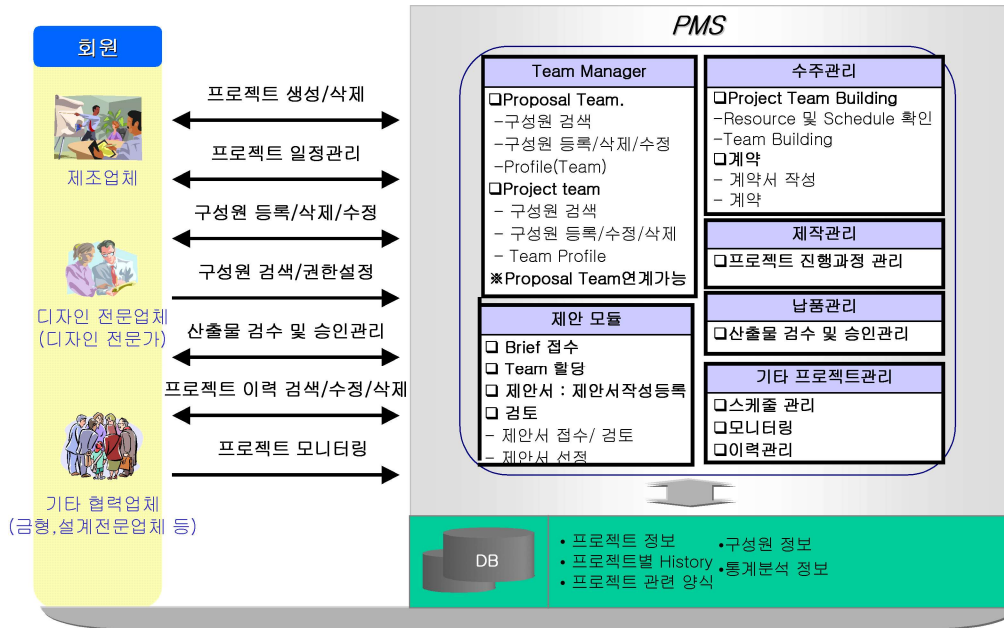 회원
제조업체
디자인 전문업체
(디자인 전문가)
기타 협력업체
(금형,설계전문업체 등)
프로젝트 생성/삭제
프로젝트 일정관리
구성원 등록/삭제/수정
구성원 검색/권한설정
산출물 검수 및 승인관리
프로젝트 이력 검색/수정/삭제
프로젝트 모니터링
PMS
Team Manager
❑Proposal Team.
-구성원 검색
-구성원 등록/삭제/수정
-Profile(Team)
❑Project team
- 구성원 검색
- 구성원 등록/수정/삭제
- Team Profile
※Proposal Team연계가능
제안 모듈
❑ Brief 접수
❑ Team 할당
❑ 제안서 : 제안서작성등록
❑ 검토
- 제안서 접수/ 검토
- 제안서 선정
수주관리
❑Project Team Building
-Resource 및 Schedule 확인
-Team Building
❑계약
- 계약서 작성
- 계약
제작관리
❑프로젝트 진행과정 관리
납품관리
❑산출물 검수 및 승인관리
기타 프로젝트관리
❑스케줄 관리
❑모니터링
❑이력관리
DB
• 프로젝트 정보
• 프로젝트별 History
• 프로젝트 관련 양식
•구성원 정보
•통계분석 정보